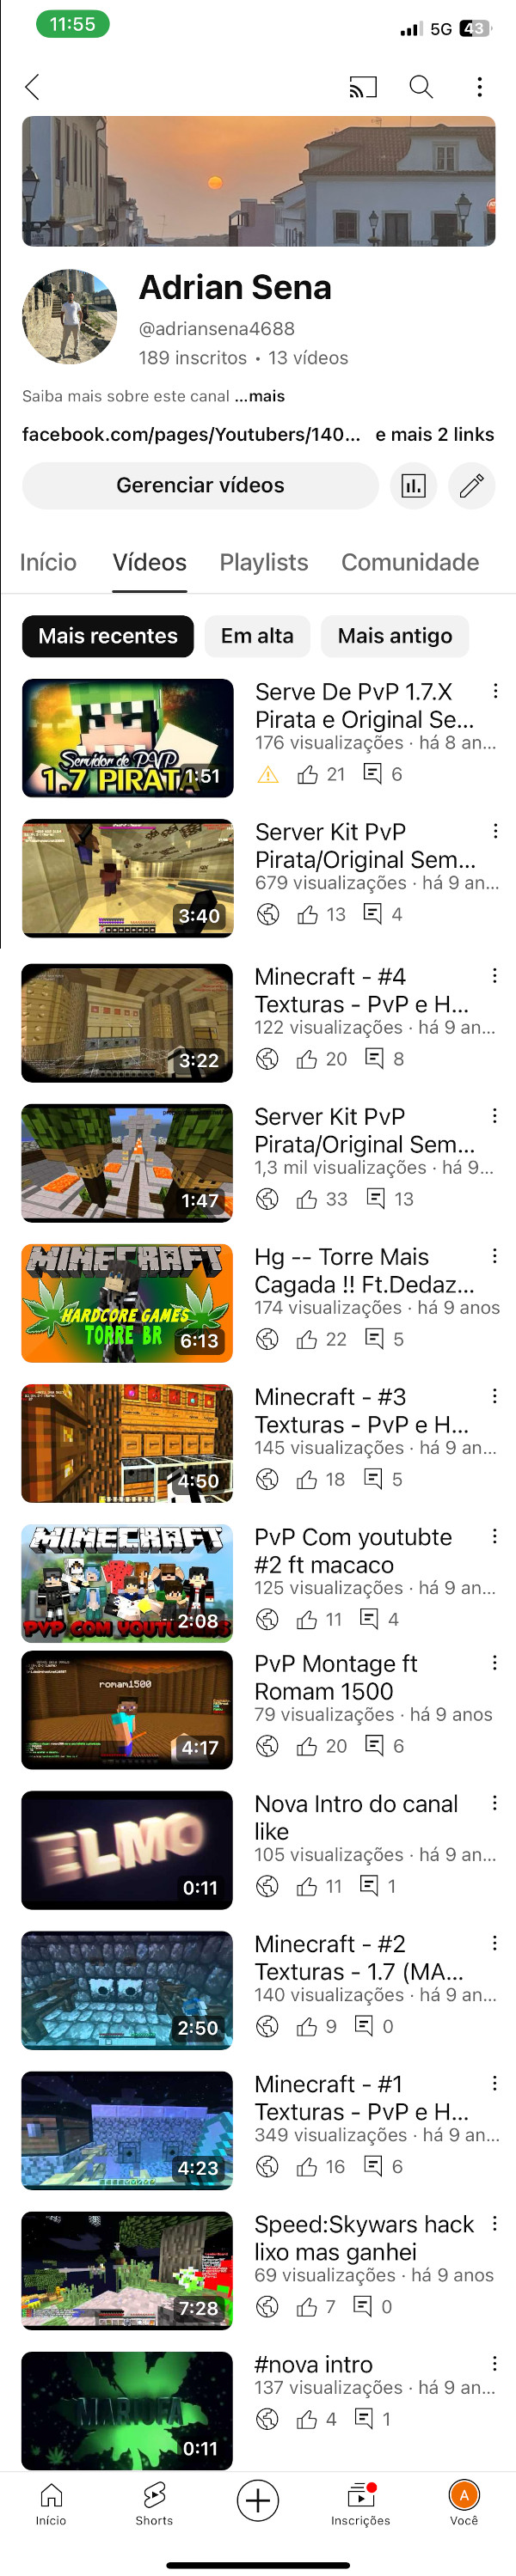 11:55
5G 43
Adrian Sena
@adriansena4688
189 inscritos • 13 vídeos
Saiba mais sobre este canal ...mais
facebook.com/pages/Youtubers/140... e mais 2 links
Gerenciar vídeos
Início Vídeos Playlists Comunidade
Mais recentes Em alta Mais antigo
Servidor de PVP
1.7 PIRATA
1:51
Serve De PvP 1.7.X
Pirata e Original Se...
176 visualizações · há 8 an...
21 6
3:40
Server Kit PvP
Pirata/Original Sem...
679 visualizações · há 9 an...
13 4
3:22
Minecraft - #4
Texturas - PvP e H...
122 visualizações · há 9 an...
20 8
1:47
Server Kit PvP
Pirata/Original Sem...
1,3 mil visualizações · há 9...
33 13
MINECRAFT
HARDCORE GAMES
TORRE BR
6:13
Hg -- Torre Mais
Cagada !! Ft.Dedaz...
174 visualizações · há 9 anos
22 5
4:50
Minecraft - #3
Texturas - PvP e H...
145 visualizações · há 9 an...
18 5
MINECRAFT
PVP COM YOUTUBERS
2:08
PvP Com youtubte
#2 ft macaco
125 visualizações · há 9 an...
11 4
romam1500
4:17
PvP Montage ft
Romam 1500
79 visualizações · há 9 anos
20 6
ELMO
0:11
Nova Intro do canal
like
105 visualizações · há 9 an...
11 1
2:50
Minecraft - #2
Texturas - 1.7 (MA...
140 visualizações · há 9 an...
9 0
4:23
Minecraft - #1
Texturas - PvP e H...
349 visualizações · há 9 an...
16 6
7:28
Speed:Skywars hack
lixo mas ganhei
69 visualizações · há 9 anos
7 0
0:11
#nova intro
137 visualizações · há 9 an...
4 1
A
Início Shorts Inscrições Você